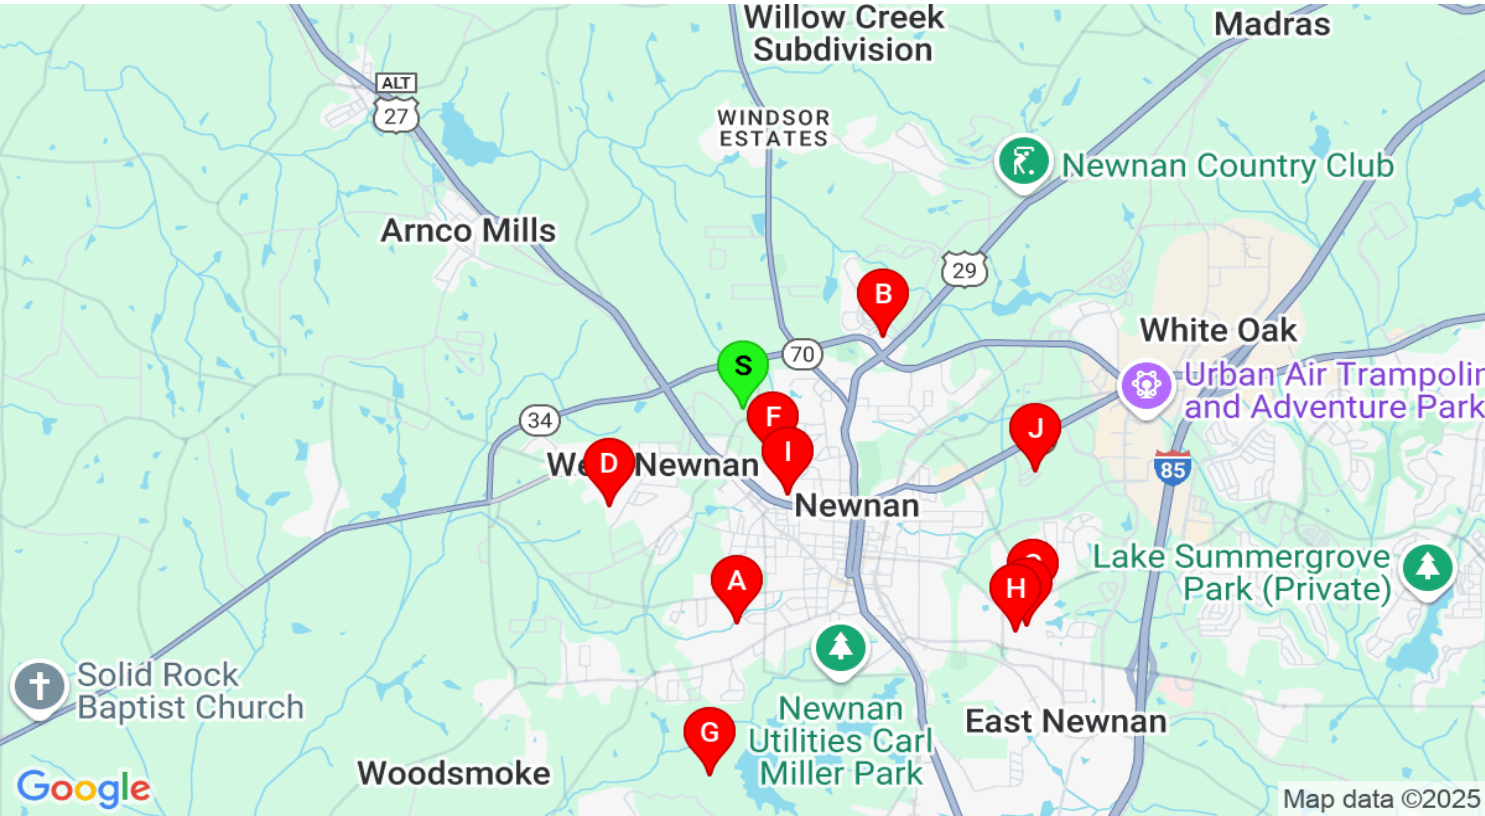 Willow Creek
Subdivision
Madras
ALT
27
WINDSOR
ESTATES
Newnan Country Club
Arnco Mills
29
B
White Oak
70
S
Urban Air Trampolin
and Adventure Park
34
F
J
I
D
Newnan
85
Newnan
Lake Summergrove
Park (Private)
A
H
Solid Rock
Baptist Church
G
Newnan
Utilities Carl
Miller Park
East Newnan
Woodsmoke
Google
Map data ©2025